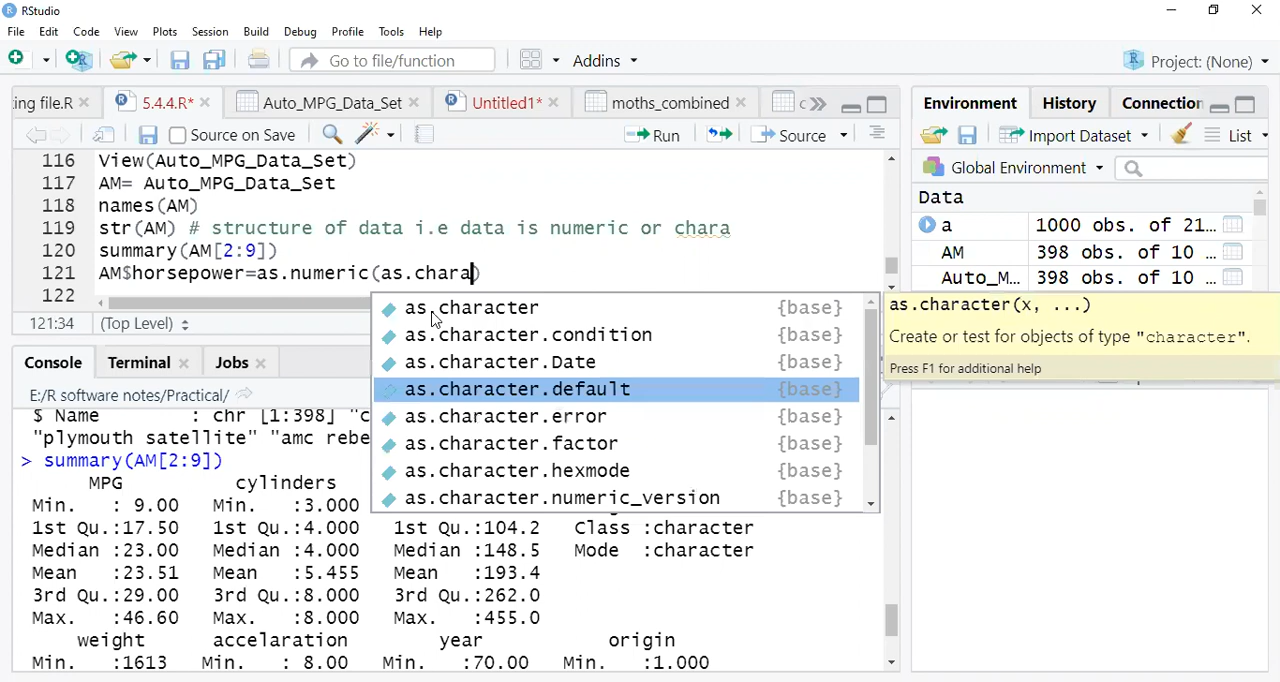 RStudio
File Edit Code View Plots Session Build Debug Profile Tools Help
Go to file/function Addins Project: (None)
ing file.R 5.4.4.R* Auto_MPG_Data_Set Untitled1* moths_combined c
Source on Save Run Source
116 View(Auto_MPG_Data_Set)
117 AM= Auto_MPG_Data_Set
118 names(AM)
119 str(AM) # structure of data i.e data is numeric or chara
120 summary(AM[2:9])
121 AM$horsepower=as.numeric(as.chara)
122
121:34 (Top Level)
as.character {base}
as.character.condition {base}
as.character.Date {base}
as.character.default {base}
as.character.error {base}
as.character.factor {base}
as.character.hexmode {base}
as.character.numeric_version {base}
as.character(x, ...)
Create or test for objects of type "character".
Press F1 for additional help
Console Terminal Jobs
E:/R software notes/Practical/
$ Name : chr [1:398] "c
"plymouth satellite" "amc rebe
> summary(AM[2:9])
MPG cylinders
Min. : 9.00 Min. :3.000
1st Qu.:17.50 1st Qu.:4.000 1st Qu.:104.2 Class :character
Median :23.00 Median :4.000 Median :148.5 Mode :character
Mean :23.51 Mean :5.455 Mean :193.4
3rd Qu.:29.00 3rd Qu.:8.000 3rd Qu.:262.0
Max. :46.60 Max. :8.000 Max. :455.0
weight accelaration year origin
Min. :1613 Min. : 8.00 Min. :70.00 Min. :1.000
Environment History Connection
Import Dataset List
Global Environment
Data
a 1000 obs. of 21...
AM 398 obs. of 10 ...
Auto_M... 398 obs. of 10 ...